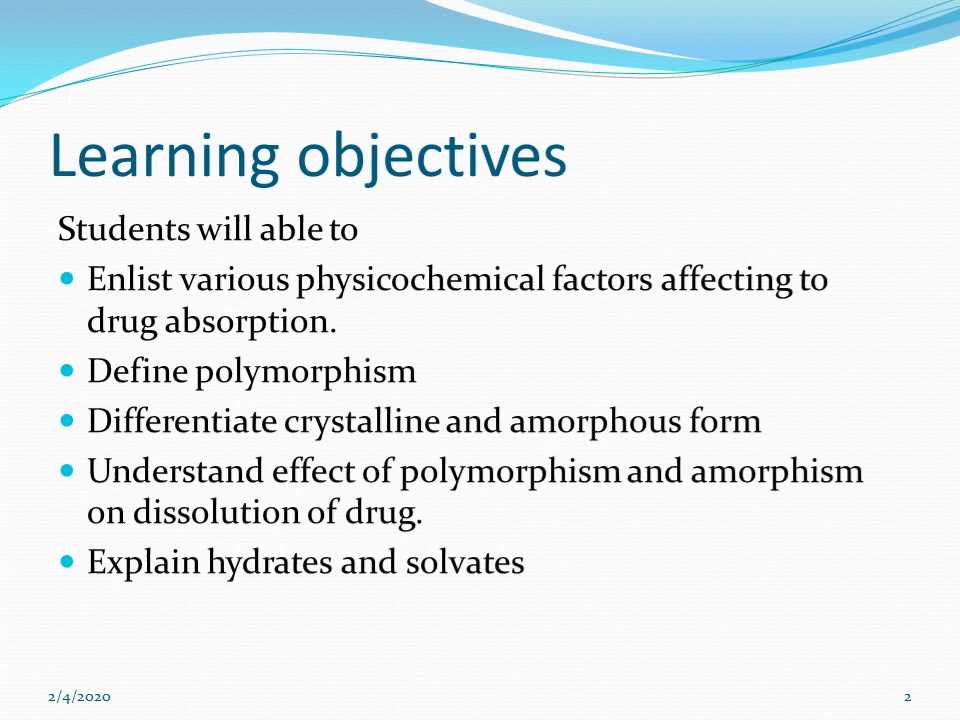 Learning objectives
Students will able to
Enlist various physicochemical factors affecting to
drug absorption.
Define polymorphism
Differentiate crystalline and amorphous form
Understand effect of polymorphism and amorphism
on dissolution of drug.
Explain hydrates and solvates
2/4/2020
2